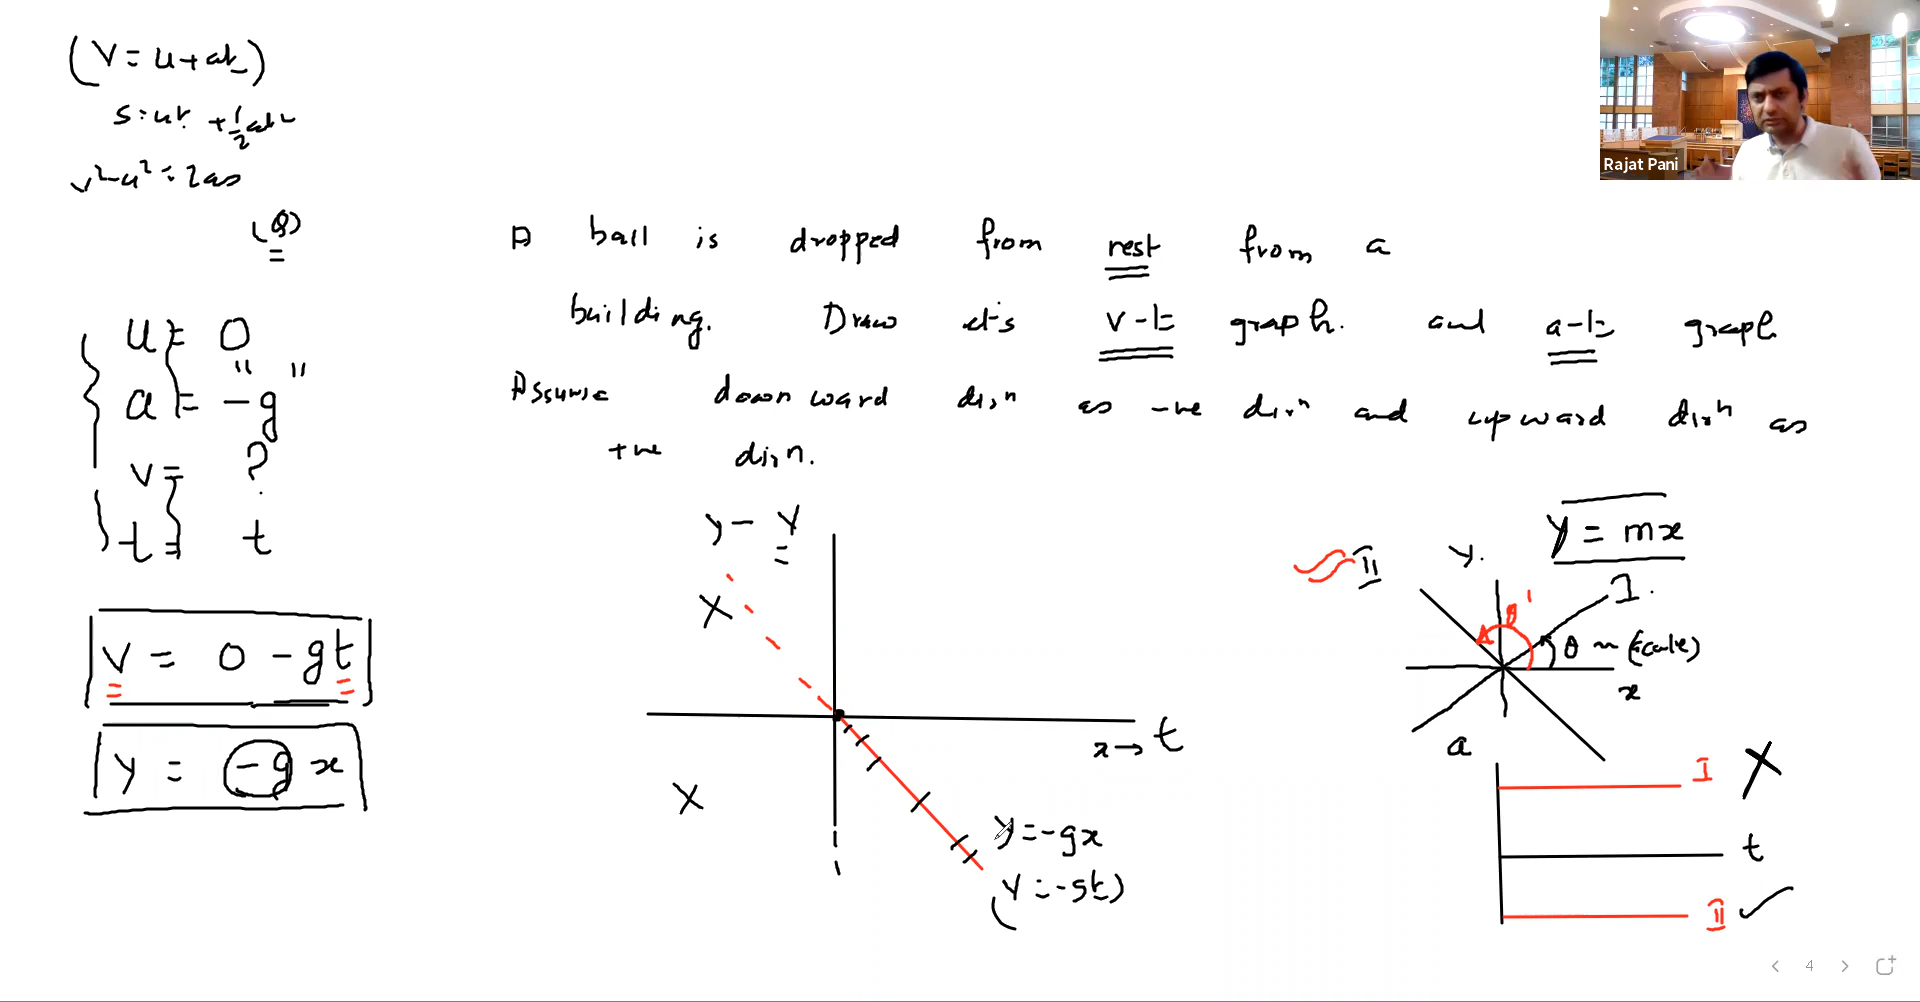 (V = u + at)
s = ut + 1/2 at²
v² - u² = 2as
Rajat Pani
(Q)
A ball is dropped from rest from a
building. Draw it's v-t graph. and a-t graph
Assume downward dirn as -ve dirn and upward dirn as
+ve dirn.
u = 0
a = "-g"
v = ?
t = t
v = 0 - gt
y = -g x
y - V
X
X
x → t
y = -gx
(V = -gt)
y = mx
II
y
I.
θ'
θ ~ (acute)
x
a
I X
t
II ✓
4